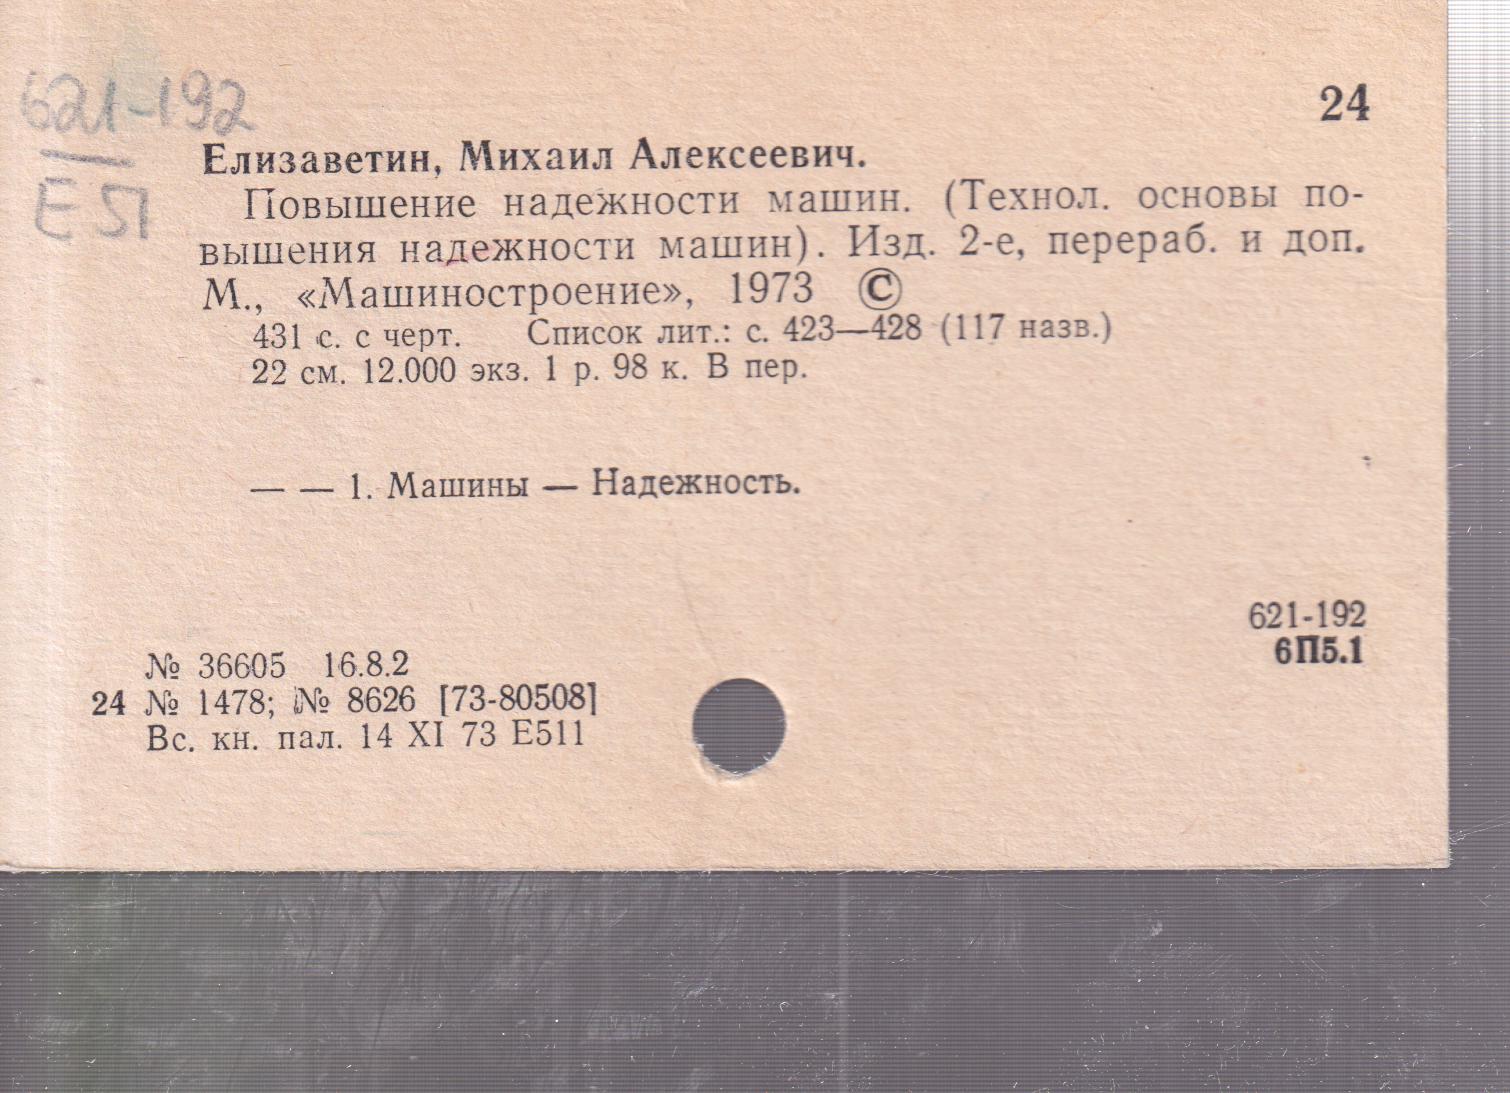 621-192
24
Елизаветин, Михаил Алексеевич.
Е 51
Повышение надежности машин. (Технол. основы по-
вышения надежности машин). Изд. 2-е, перераб. и доп.
М., «Машиностроение», 1973 ©
431 с. с черт. Список лит.: с. 423—428 (117 назв.)
22 см. 12.000 экз. 1 р. 98 к. В пер.
— — 1. Машины — Надежность.
621-192
6П5.1
№ 36605 16.8.2
24 № 1478; № 8626 [73-80508]
Вс. кн. пал. 14 XI 73 Е511